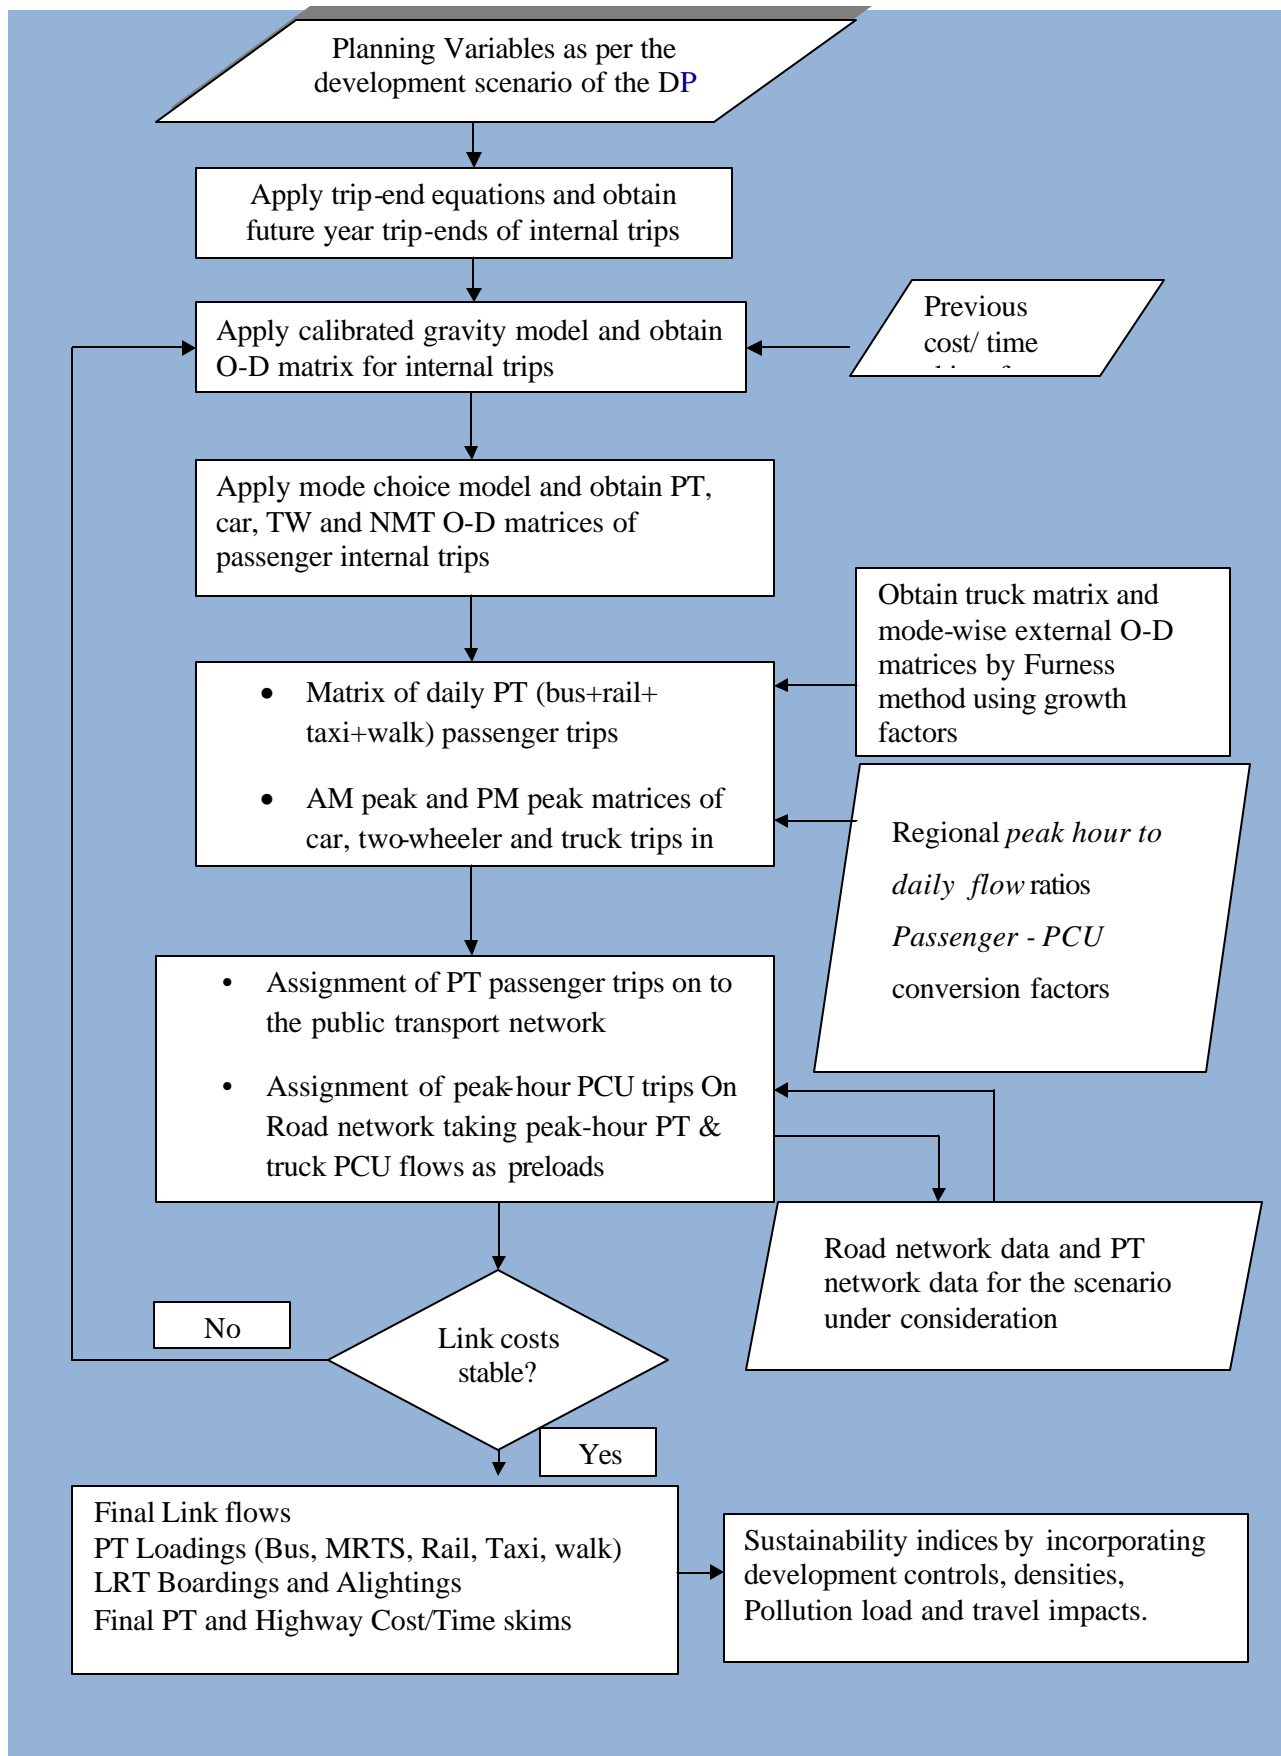 Planning Variables as per the
development scenario of the DP
Apply trip-end equations and obtain
future year trip-ends of internal trips
Previous
cost/ time
Apply calibrated gravity model and obtain
O-D matrix for internal trips
Apply mode choice model and obtain PT,
car, TW and NMT O-D matrices of
passenger internal trips
Obtain truck matrix and
mode-wise external O-D
matrices by Furness
method using growth
factors
• Matrix of daily PT (bus+rail+
taxi+walk) passenger trips
• AM peak and PM peak matrices of
car, two-wheeler and truck trips in
Regional peak hour to
daily flow ratios
Passenger - PCU
conversion factors
• Assignment of PT passenger trips on to
the public transport network
• Assignment of peak-hour PCU trips On
Road network taking peak-hour PT &
truck PCU flows as preloads
Road network data and PT
network data for the scenario
under consideration
No
Link costs
stable?
Yes
Final Link flows
PT Loadings (Bus, MRTS, Rail, Taxi, walk)
LRT Boardings and Alightings
Final PT and Highway Cost/Time skims
Sustainability indices by incorporating
development controls, densities,
Pollution load and travel impacts.